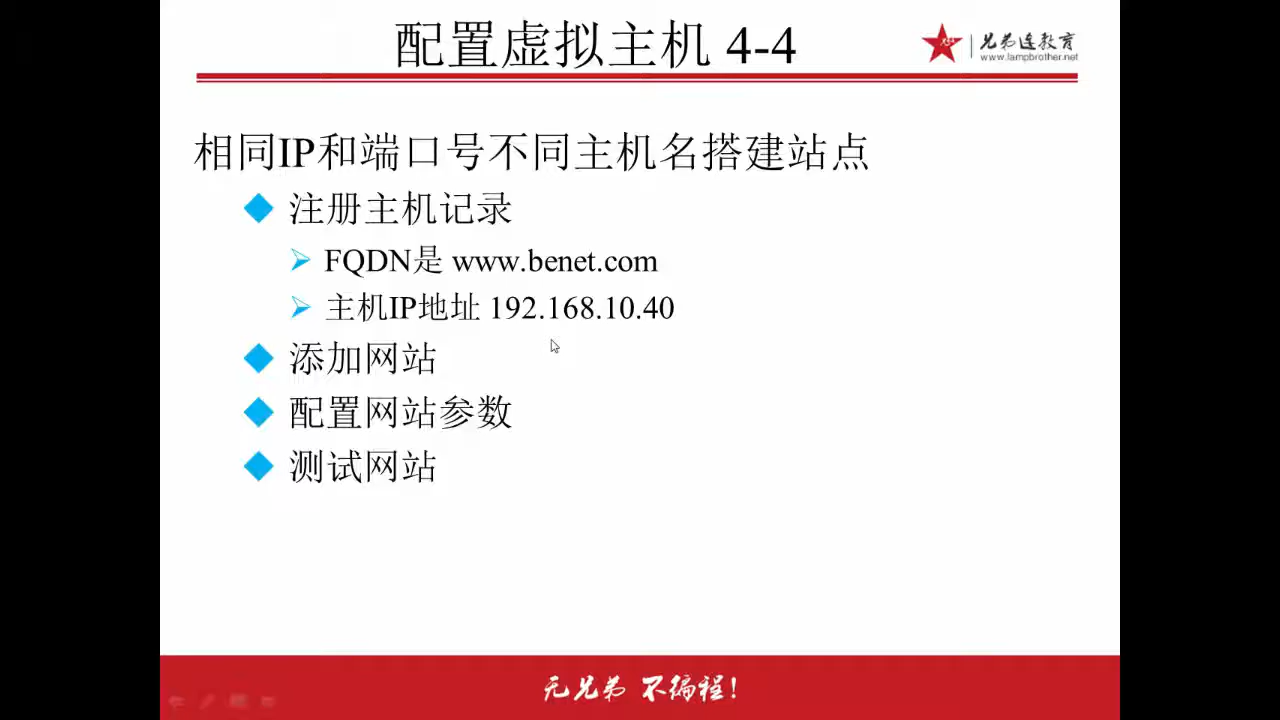 配置虚拟主机 4-4
兄弟连教育
www.lampbrother.net
相同IP和端口号不同主机名搭建站点
注册主机记录
FQDN是 www.benet.com
主机IP地址 192.168.10.40
添加网站
配置网站参数
测试网站
无兄弟 不编程!